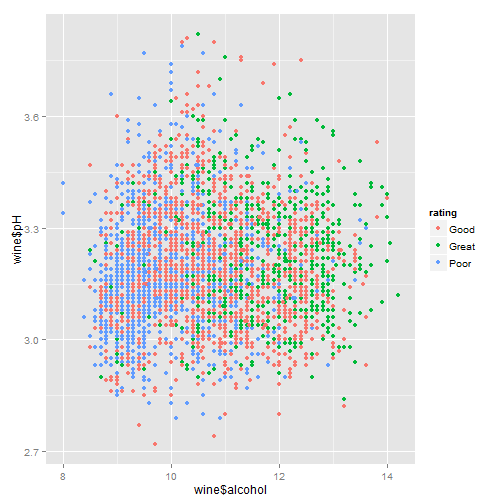 3.6
3.3
3.0
2.7
wine$pH
8
10
12
14
wine$alcohol
rating
Good
Great
Poor